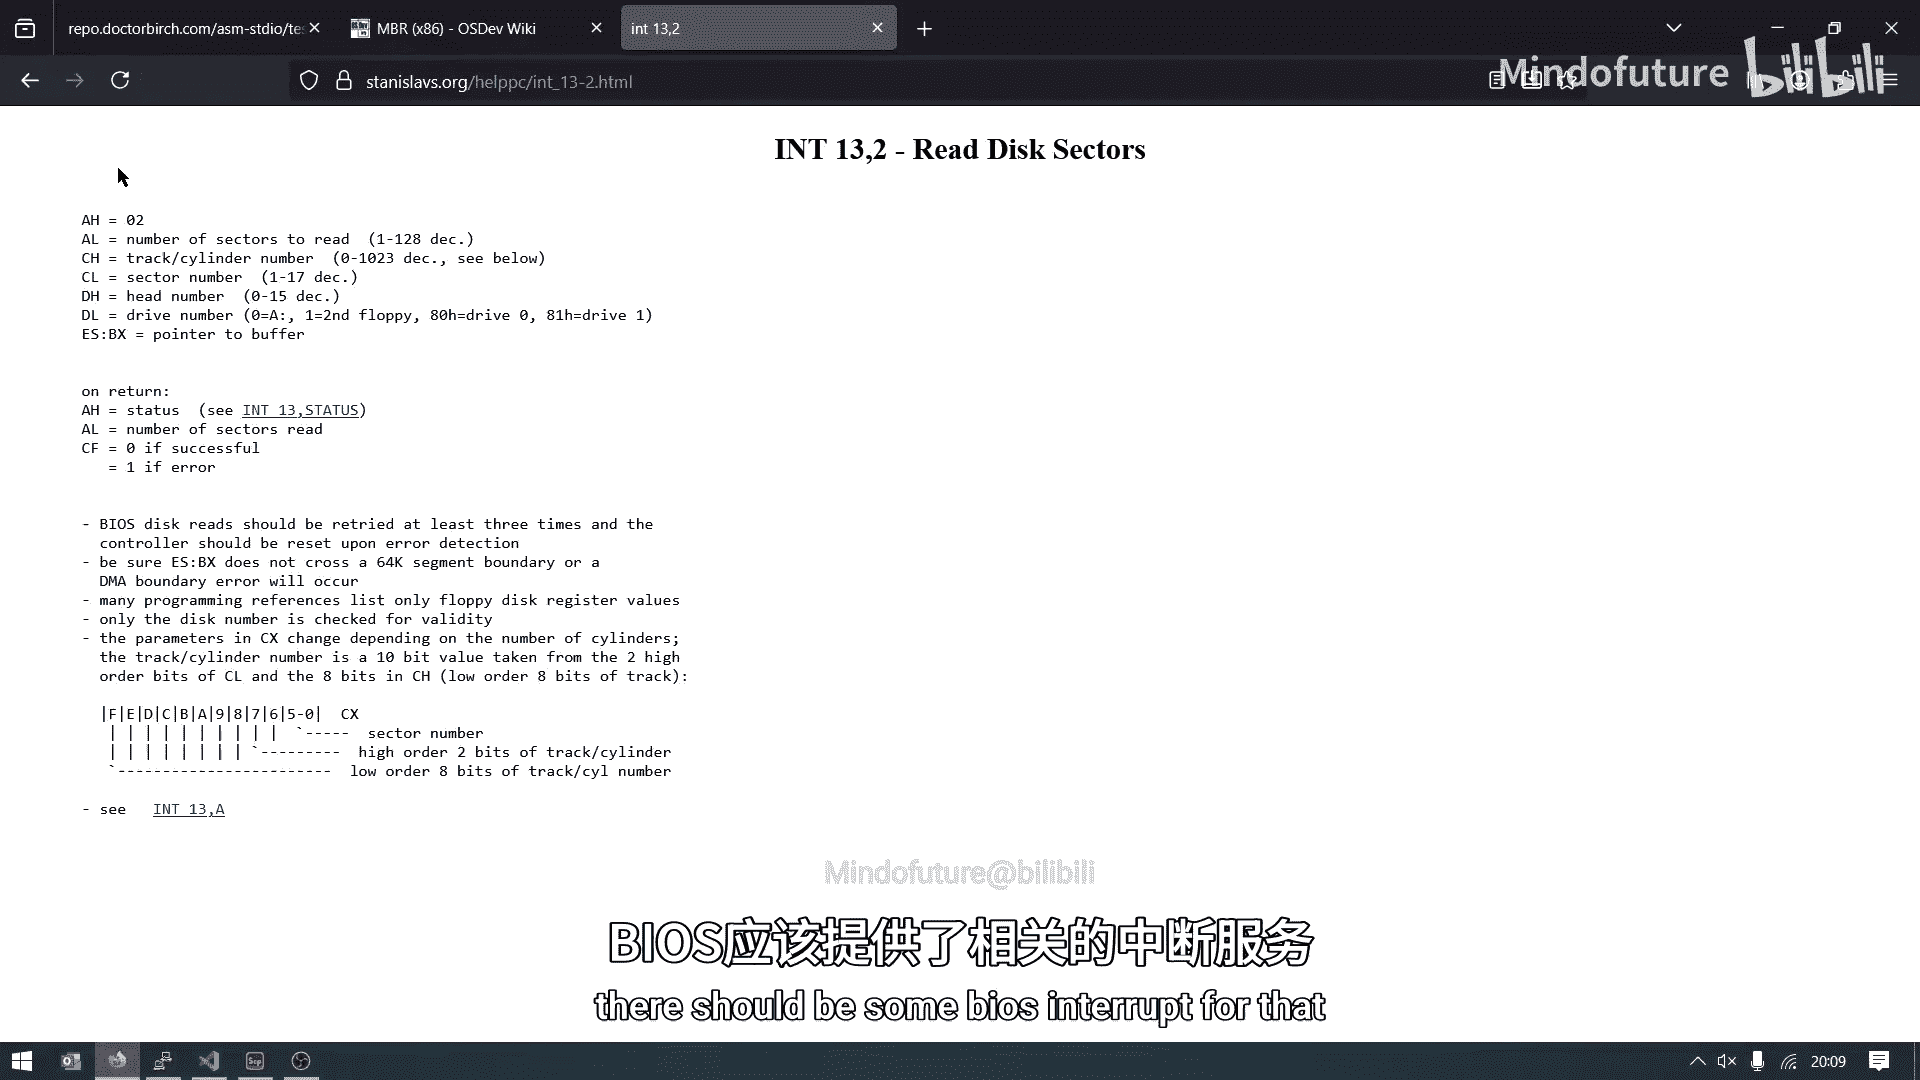 repo.doctorbirch.com/asm-stdio/te
MBR (x86) - OSDev Wiki
int 13,2
stanislavs.org/helppc/int_13-2.html
Mindofuture bilibili
INT 13,2 - Read Disk Sectors
AH = 02
AL = number of sectors to read  (1-128 dec.)
CH = track/cylinder number  (0-1023 dec., see below)
CL = sector number  (1-17 dec.)
DH = head number  (0-15 dec.)
DL = drive number (0=A:, 1=2nd floppy, 80h=drive 0, 81h=drive 1)
ES:BX = pointer to buffer
on return:
AH = status  (see INT 13,STATUS)
AL = number of sectors read
CF = 0 if successful
= 1 if error
- BIOS disk reads should be retried at least three times and the
controller should be reset upon error detection
- be sure ES:BX does not cross a 64K segment boundary or a
DMA boundary error will occur
- many programming references list only floppy disk register values
- only the disk number is checked for validity
- the parameters in CX change depending on the number of cylinders;
the track/cylinder number is a 10 bit value taken from the 2 high
order bits of CL and the 8 bits in CH (low order 8 bits of track):
|F|E|D|C|B|A|9|8|7|6|5-0|  CX
| | | | | | | | | |  `-----  sector number
| | | | | | | | `---------  high order 2 bits of track/cylinder
`------------------------  low order 8 bits of track/cyl number
- see   INT 13,A
Mindofuture@bilibili
BIOS应该提供了相关的中断服务
there should be some bios interrupt for that
20:09